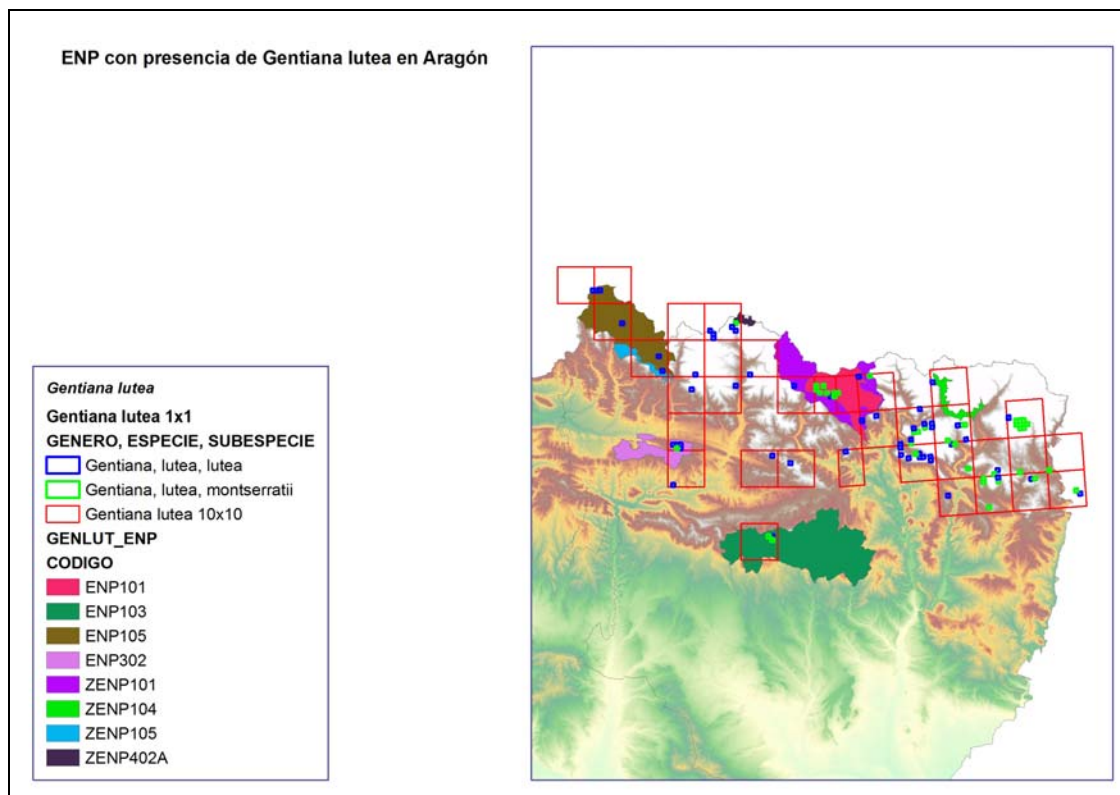 ENP con presencia de Gentiana lutea en Aragón
Gentiana lutea
Gentiana lutea 1x1
GENERO, ESPECIE, SUBESPECIE
Gentiana, lutea, lutea
Gentiana, lutea, montserratii
Gentiana lutea 10x10
GENLUT_ENP
CODIGO
ENP101
ENP103
ENP105
ENP302
ZENP101
ZENP104
ZENP105
ZENP402A